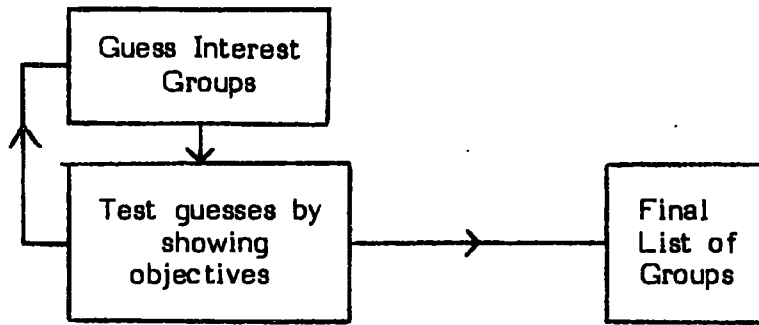 Guess Interest
Groups
Test guesses by
showing
objectives
Final
List of
Groups